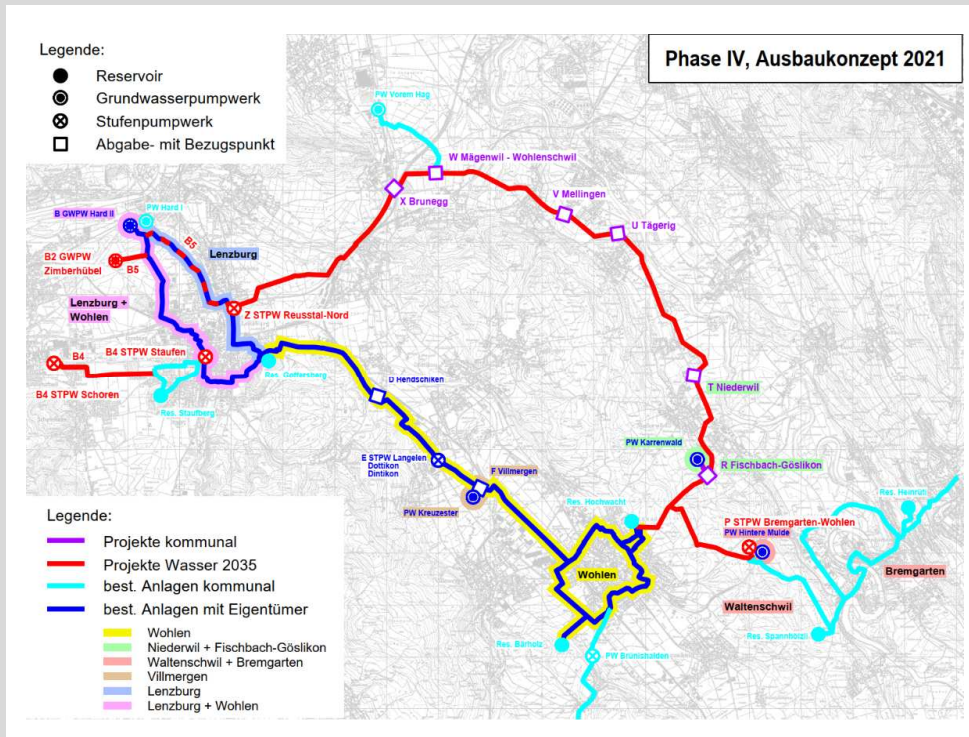 Phase IV, Ausbaukonzept 2021
Legende:
Reservoir
Grundwasserpumpwerk
Stufenpumpwerk
Abgabe- mit Bezugspunkt
PW Vorem Hag
W Mägenwil - Wohlenschwil
X Brunegg
V Mellingen
U Tägerig
B GWPW Hard II
PW Hard I
B5
Lenzburg
B2 GWPW
Zimberhübel
B5
Lenzburg +
Wohlen
Z STPW Reusstal-Nord
B4 STPW Staufen
B4
B4 STPW Schoren
Res. Goffersberg
Res. Staufberg
D Hendschiken
T Niederwil
E STPW Langelen
Dottikon
Dintikon
F Villmergen
PW Kreuzester
PW Karrenwald
R Fischbach-Göslikon
Res. Hochwacht
P STPW Bremgarten-Wohlen
PW Hintere Mulde
Res. Heinrüti
Bremgarten
Wohlen
Waltenschwil
Res. Spannhölzli
Res. Bärholz
PW Brünishalden
Legende:
Projekte kommunal
Projekte Wasser 2035
best. Anlagen kommunal
best. Anlagen mit Eigentümer
Wohlen
Niederwil + Fischbach-Göslikon
Waltenschwil + Bremgarten
Villmergen
Lenzburg
Lenzburg + Wohlen